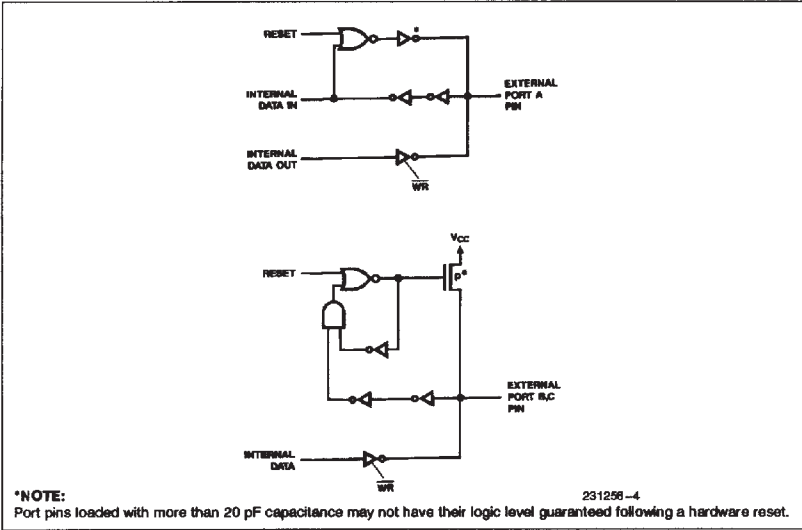 RESET
*
INTERNAL
DATA IN
EXTERNAL
PORT A
PIN
INTERNAL
DATA OUT
WR
VCC
RESET
P*
EXTERNAL
PORT B,C
PIN
INTERNAL
DATA
WR
*NOTE:
231256–4
Port pins loaded with more than 20 pF capacitance may not have their logic level guaranteed following a hardware reset.